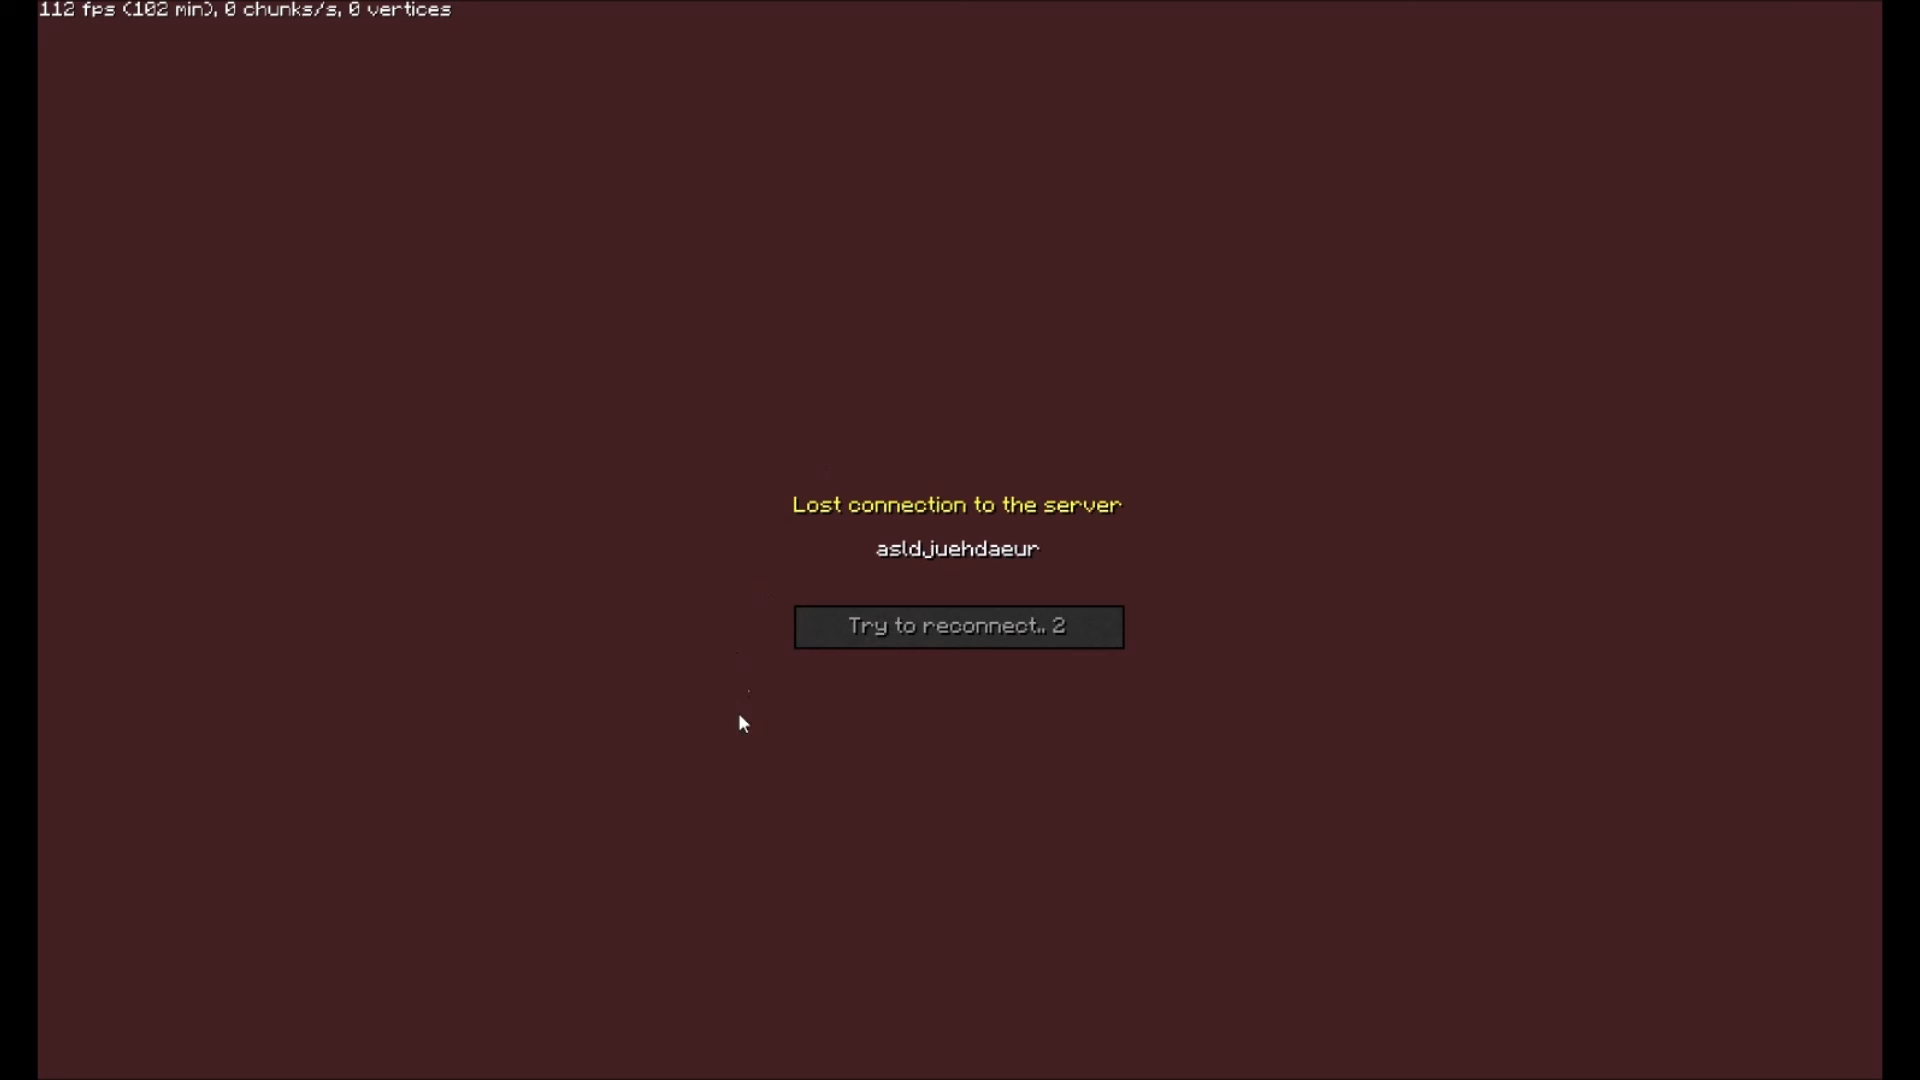 112 fps (102 min), 0 chunks/s, 0 vertices
Lost connection to the server
asldjuehdaeur
Try to reconnect.. 2